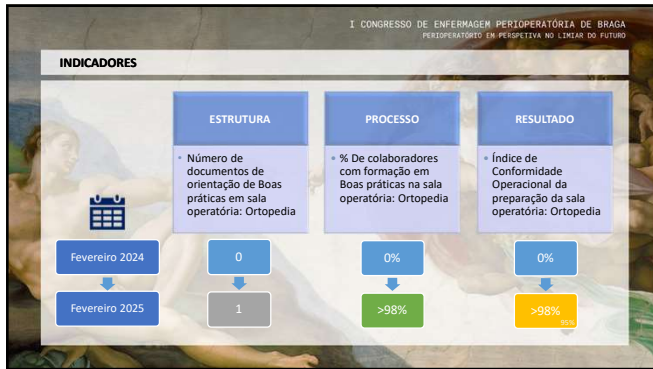 I CONGRESSO DE ENFERMAGEM PERIOPERATÓRIA DE BRAGA
PERIOPERATÓRIO EM PERSPETIVA NO LIMIAR DO FUTURO
INDICADORES
ESTRUTURA
• Número de
documentos de
orientação de Boas
práticas em sala
operatória: Ortopedia
PROCESSO
• % De colaboradores
com formação em
Boas práticas na sala
operatória: Ortopedia
RESULTADO
• Índice de
Conformidade
Operacional da
preparação da sala
operatória: Ortopedia
Fevereiro 2024
0
0%
0%
Fevereiro 2025
1
>98%
>98%
95%